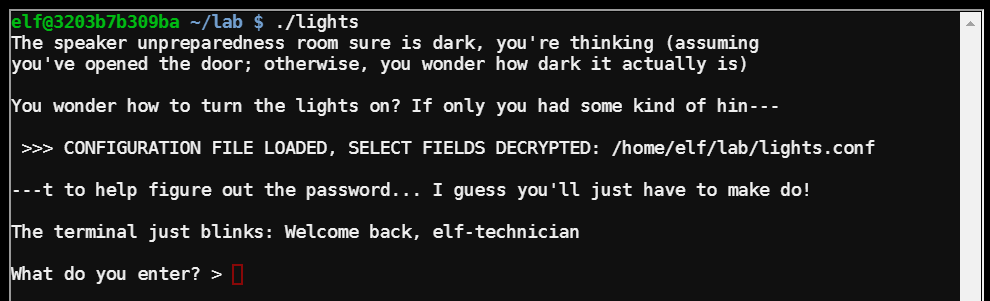 elf@3203b7b309ba ~/lab $ ./lights
The speaker unpreparedness room sure is dark, you're thinking (assuming
you've opened the door; otherwise, you wonder how dark it actually is)
You wonder how to turn the lights on? If only you had some kind of hin---
>>> CONFIGURATION FILE LOADED, SELECT FIELDS DECRYPTED: /home/elf/lab/lights.conf
---t to help figure out the password... I guess you'll just have to make do!
The terminal just blinks: Welcome back, elf-technician
What do you enter? >